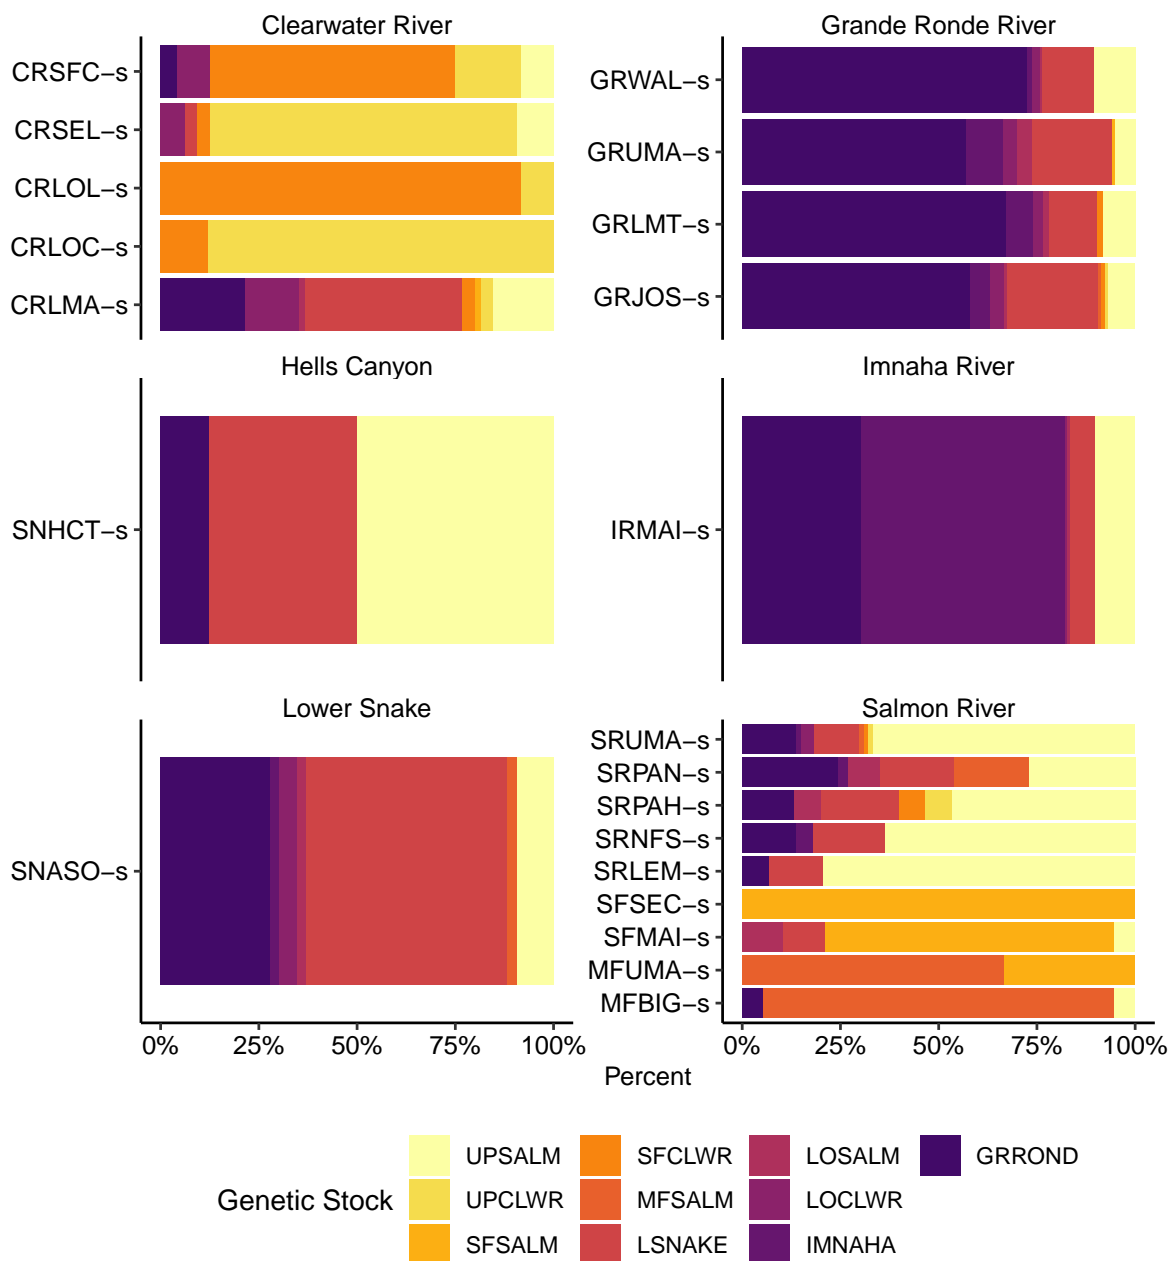 Clearwater River
CRSFC−s
CRSEL−s
CRLOL−s
CRLOC−s
CRLMA−s
Grande Ronde River
GRWAL−s
GRUMA−s
GRLMT−s
GRJOS−s
Hells Canyon
SNHCT−s
Imnaha River
IRMAI−s
Lower Snake
SNASO−s
0% 25% 50% 75% 100%
Salmon River
SRUMA−s
SRPAN−s
SRPAH−s
SRNFS−s
SRLEM−s
SFSEC−s
SFMAI−s
MFUMA−s
MFBIG−s
0% 25% 50% 75% 100%
Percent
Genetic Stock
UPSALM SFCLWR LOSALM GRROND
UPCLWR MFSALM LOCLWR
SFSALM LSNAKE IMNAHA